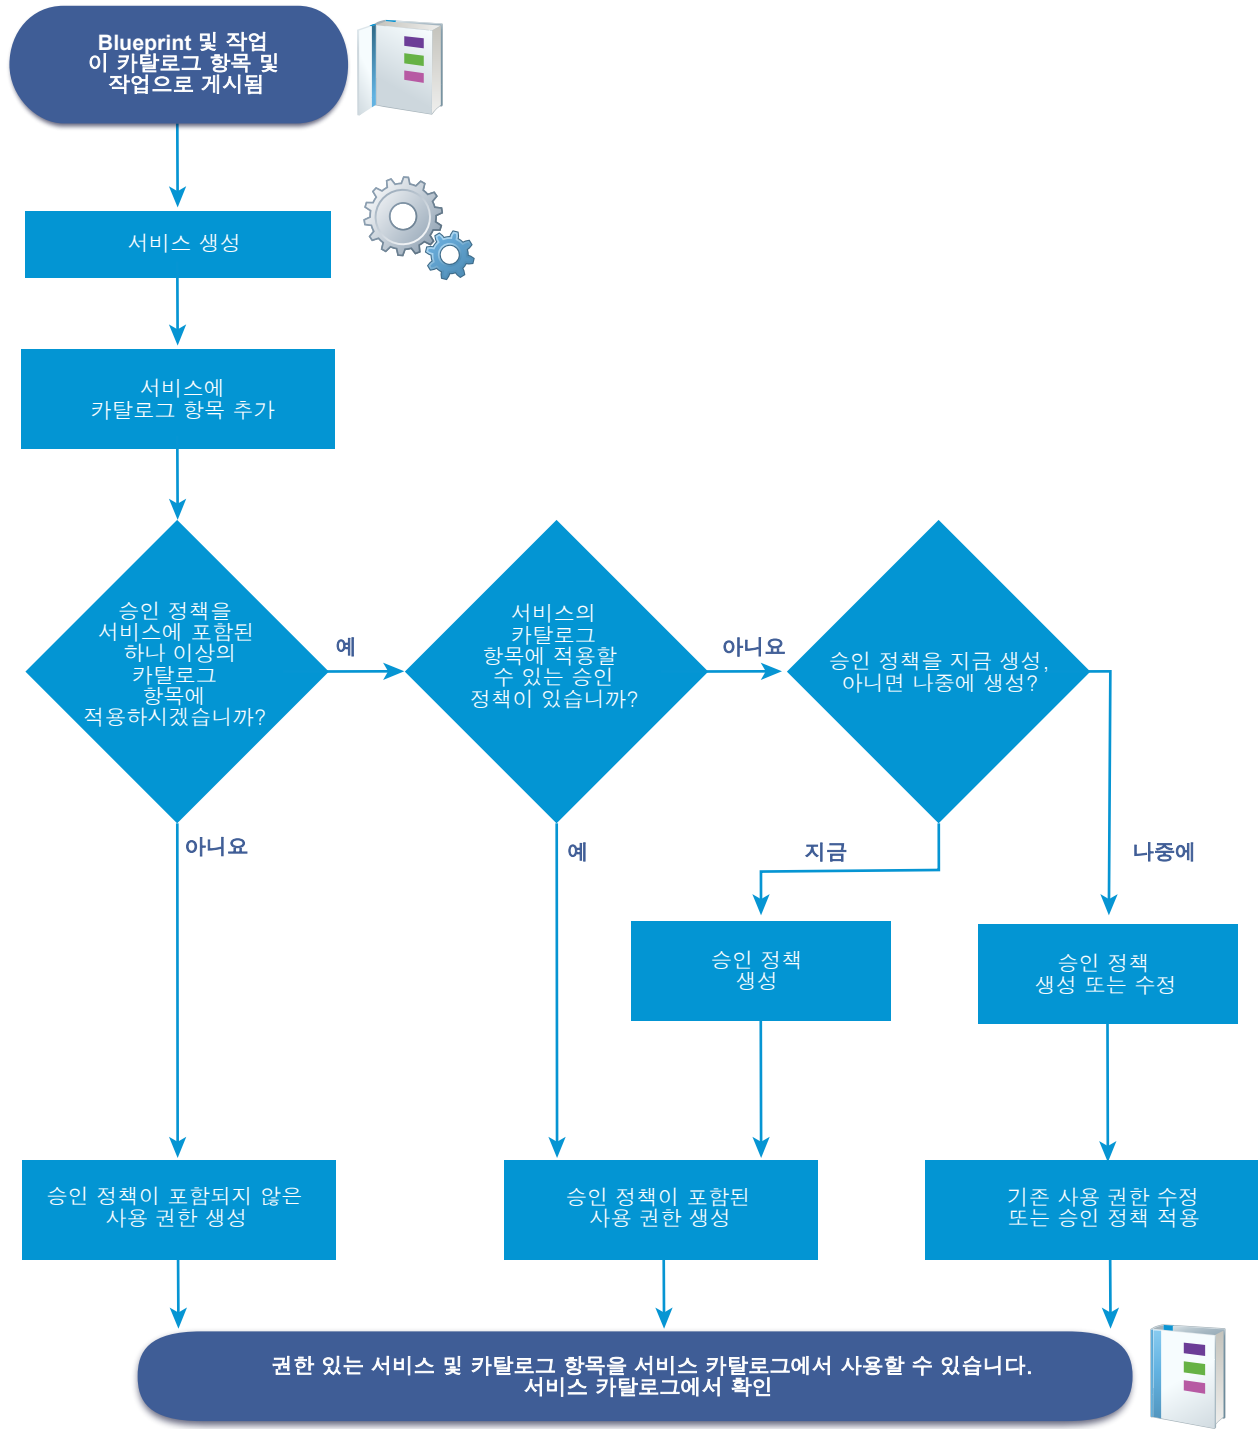 Blueprint 및 작업
이 카탈로그 항목 및
작업으로 게시됨
서비스 생성
서비스에
카탈로그 항목 추가
승인 정책을
서비스에 포함된
하나 이상의
카탈로그
항목에
적용하시겠습니까?
예
서비스의
카탈로그
항목에 적용할
수 있는 승인
정책이 있습니까?
아니요
승인 정책을 지금 생성,
아니면 나중에 생성?
아니요
예
지금
나중에
승인 정책
생성
승인 정책
생성 또는 수정
승인 정책이 포함되지 않은
사용 권한 생성
승인 정책이 포함된
사용 권한 생성
기존 사용 권한 수정
또는 승인 정책 적용
권한 있는 서비스 및 카탈로그 항목을 서비스 카탈로그에서 사용할 수 있습니다.
서비스 카탈로그에서 확인